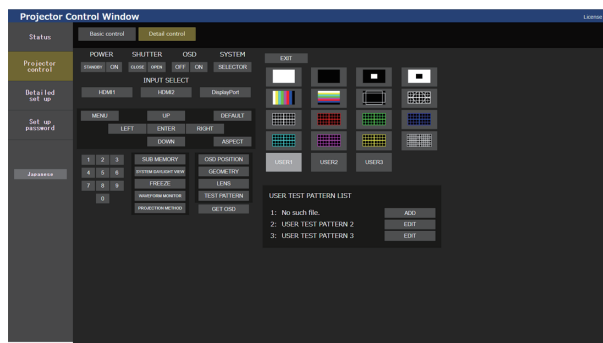 Projector Control Window
License
Status
Projector
control
Detailed
set up
Set up
password
Japanese
Basic control
Detail control
POWER SHUTTER OSD SYSTEM
STANDBY ON CLOSE OPEN OFF ON SELECTOR
INPUT SELECT
HDMI1 HDMI2 DisplayPort
MENU UP DEFAULT
LEFT ENTER RIGHT
DOWN ASPECT
1 2 3 SUB MEMORY OSD POSITION
4 5 6 SYSTEM DAYLIGHT VIEW GEOMETRY
7 8 9 FREEZE LENS
0 WAVEFORM MONITOR TEST PATTERN
PROJECTION METHOD GET OSD
EXIT
USER1 USER2 USER3
USER TEST PATTERN LIST
1: No such file. ADD
2: USER TEST PATTERN 2 EDIT
3: USER TEST PATTERN 3 EDIT